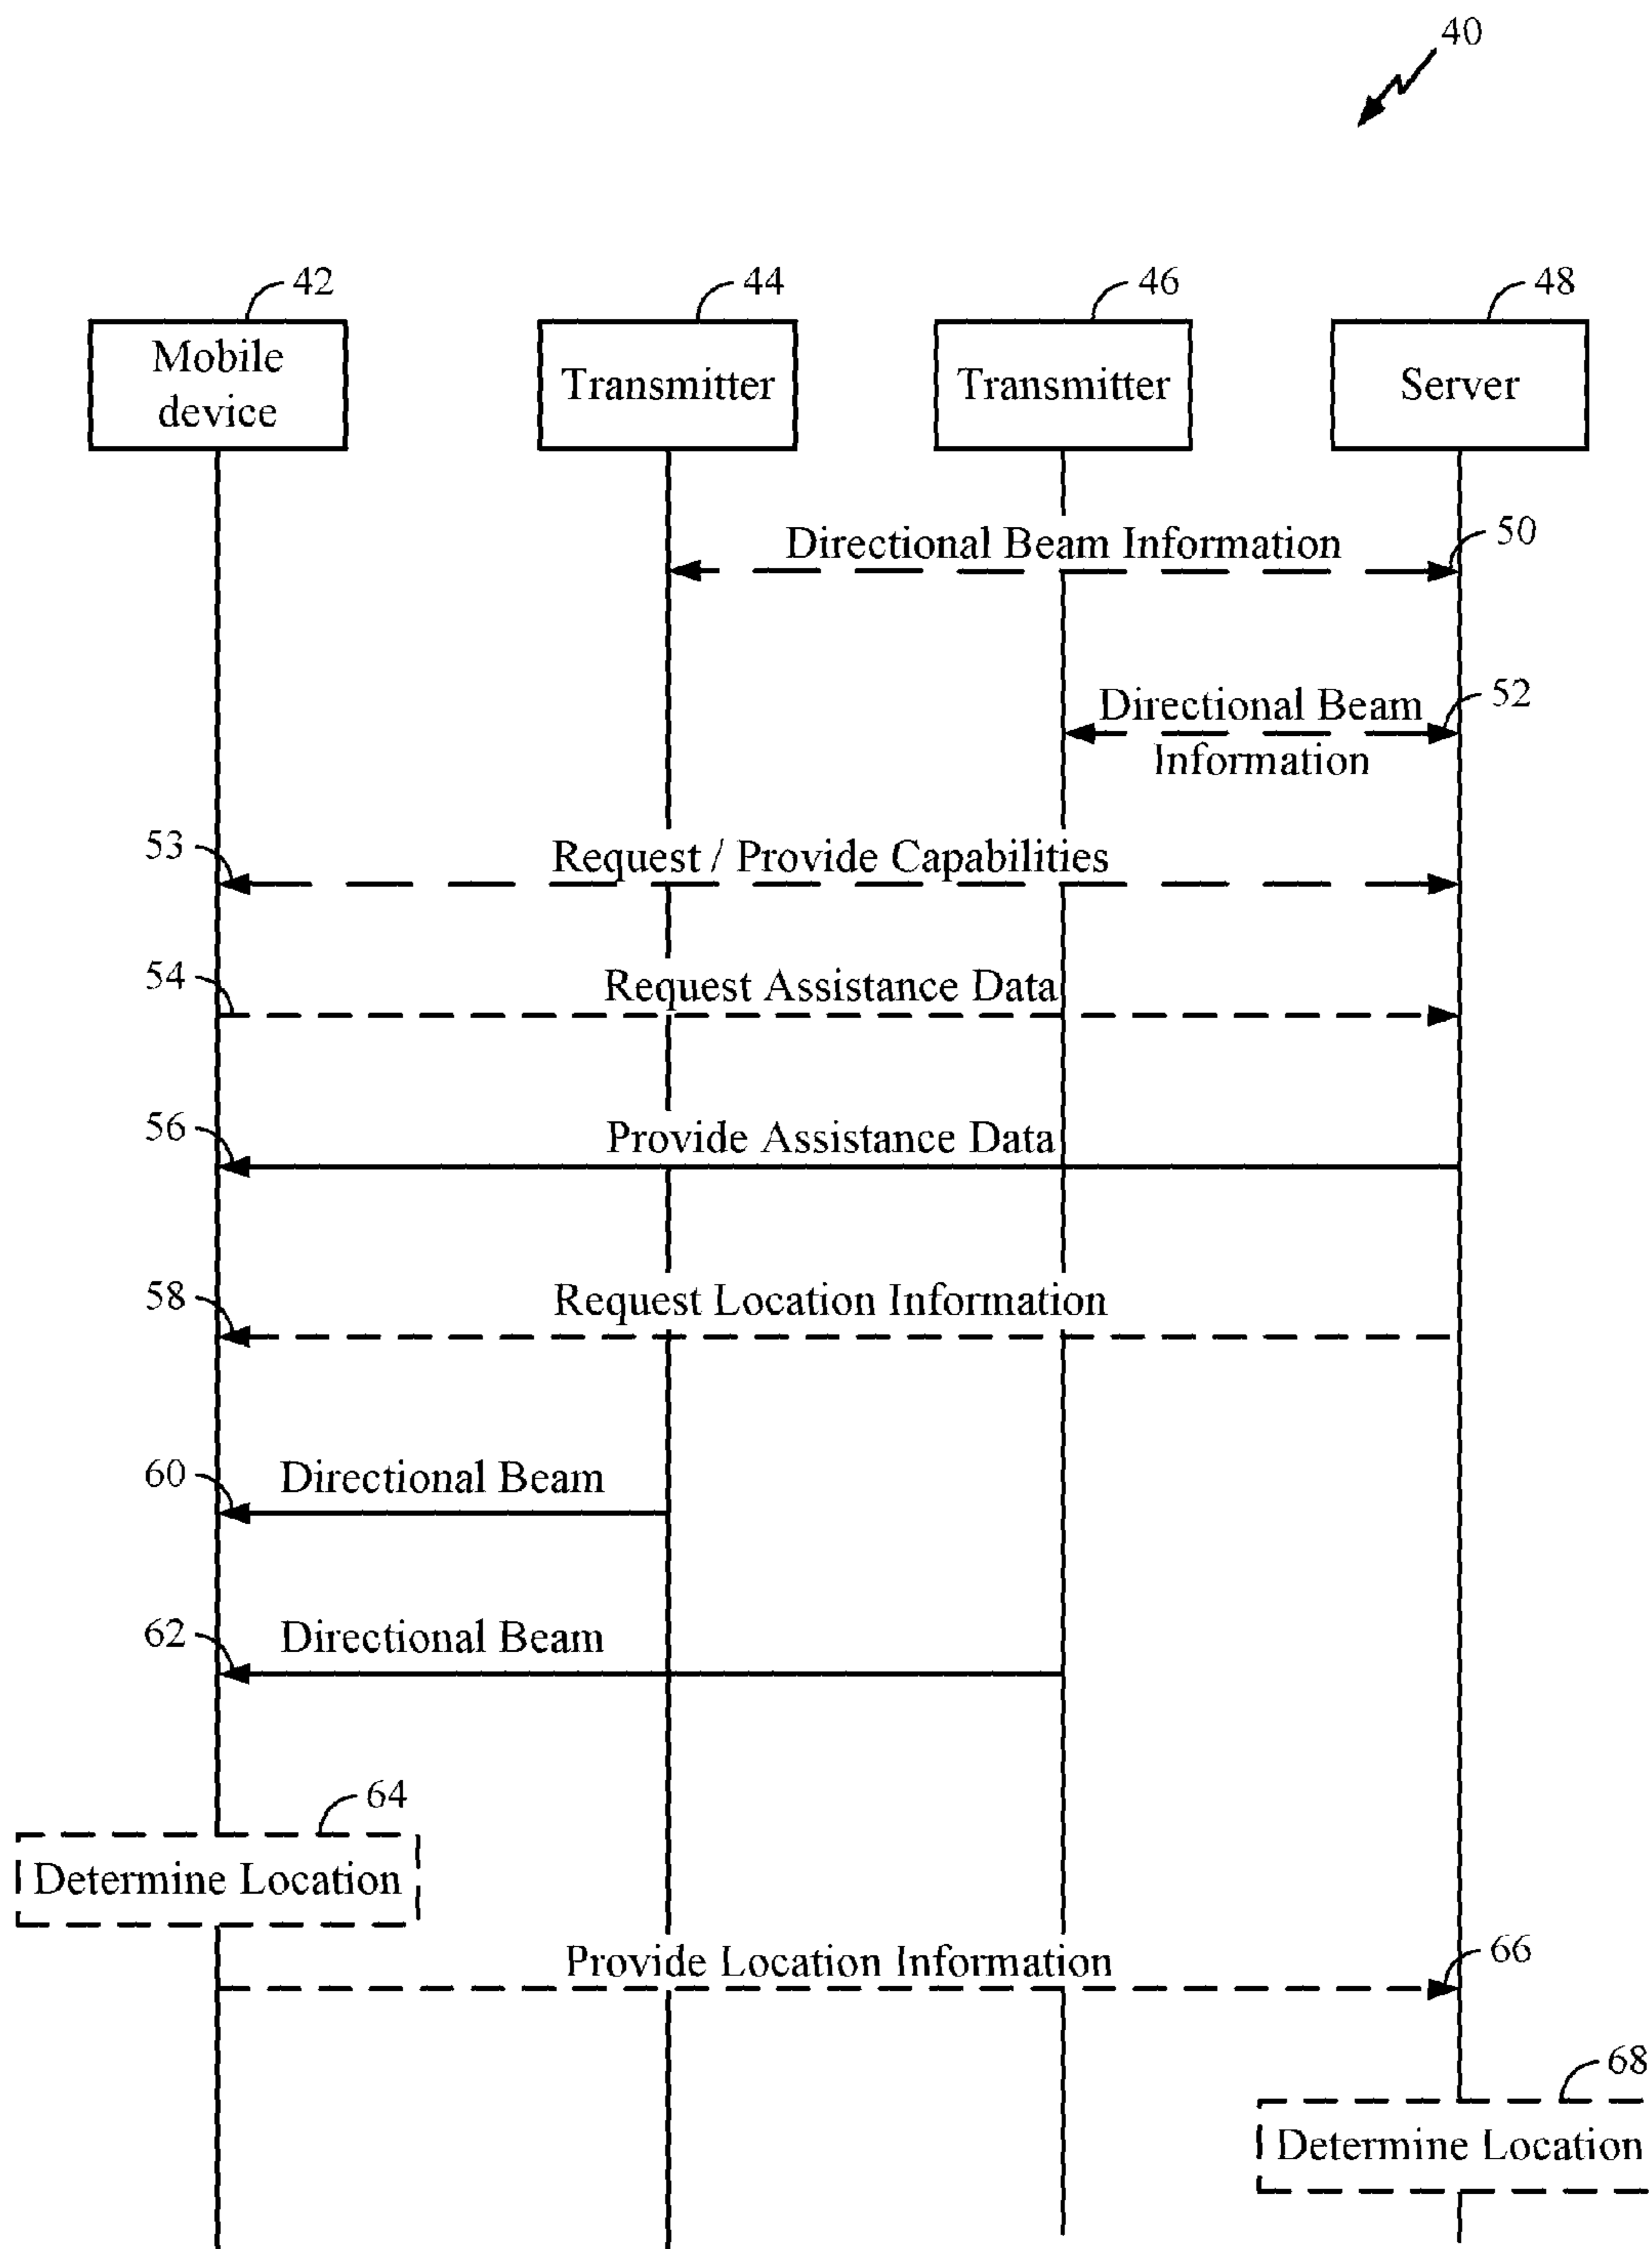 40
42
44
46
48
Mobile
device
Transmitter
Transmitter
Server
Directional Beam Information
50
Directional Beam
Information
52
53
Request / Provide Capabilities
54
Request Assistance Data
56
Provide Assistance Data
58
Request Location Information
60
Directional Beam
62
Directional Beam
64
Determine Location
Provide Location Information
66
68
Determine Location